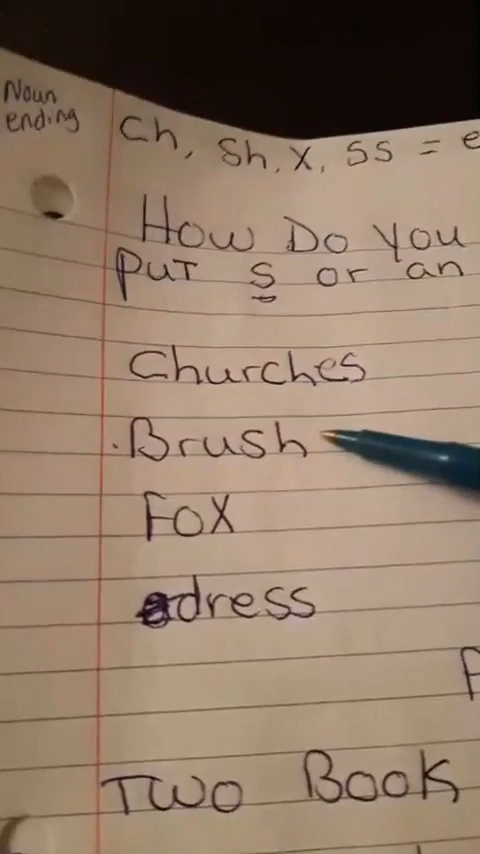 Noun
ending
Ch, Sh, X, SS = e
How Do You
Put s or an
Churches
Brush
Fox
dress
Two Book